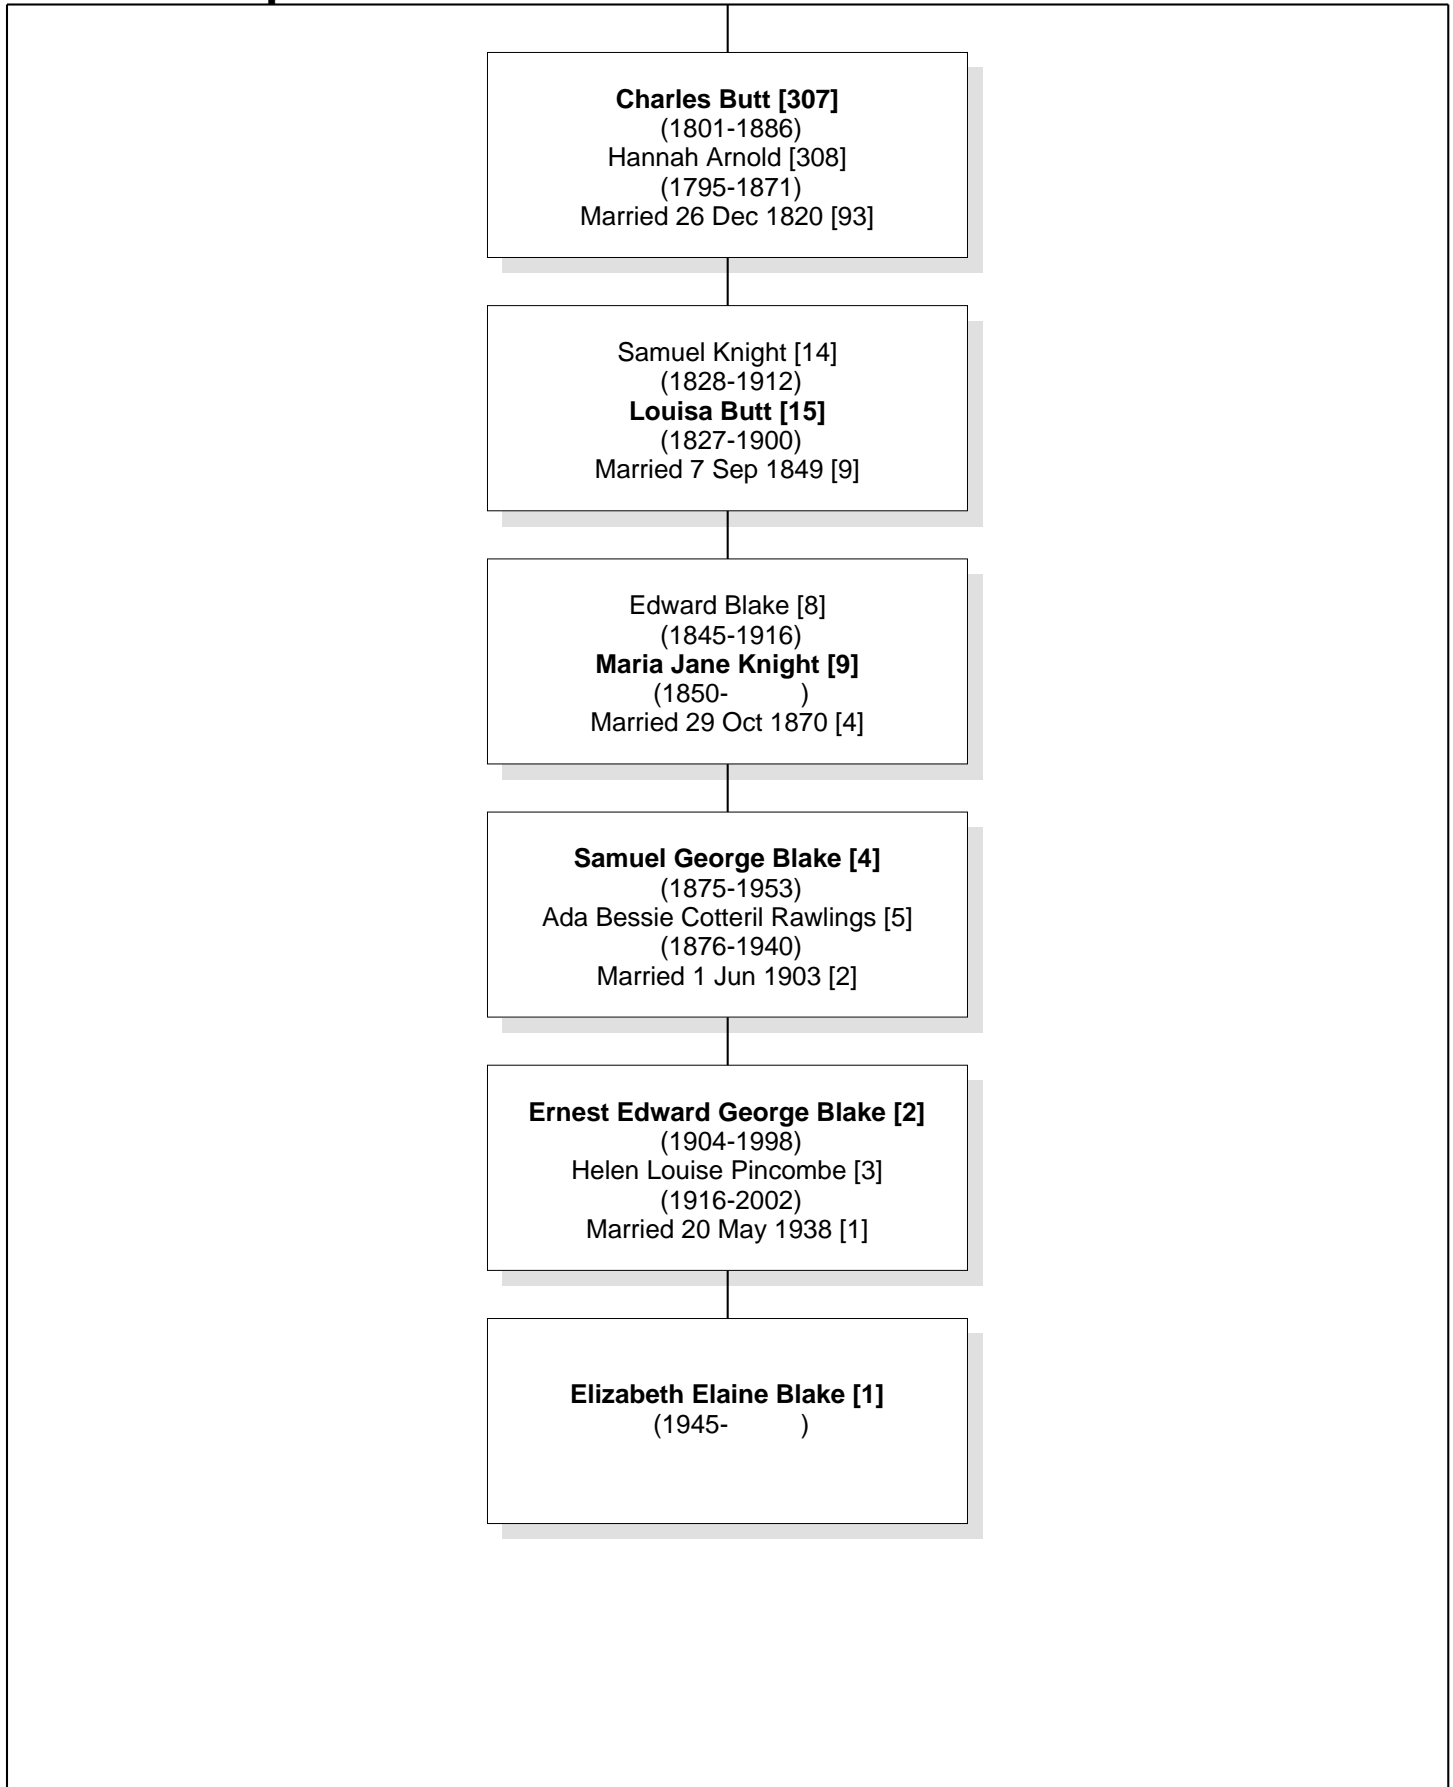 Charles Butt [307]
(1801-1886)
Hannah Arnold [308]
(1795-1871)
Married 26 Dec 1820 [93]
Samuel Knight [14]
(1828-1912)
Louisa Butt [15]
(1827-1900)
Married 7 Sep 1849 [9]
Edward Blake [8]
(1845-1916)
Maria Jane Knight [9]
(1850- )
Married 29 Oct 1870 [4]
Samuel George Blake [4]
(1875-1953)
Ada Bessie Cotteril Rawlings [5]
(1876-1940)
Married 1 Jun 1903 [2]
Ernest Edward George Blake [2]
(1904-1998)
Helen Louise Pincombe [3]
(1916-2002)
Married 20 May 1938 [1]
Elizabeth Elaine Blake [1]
(1945- )